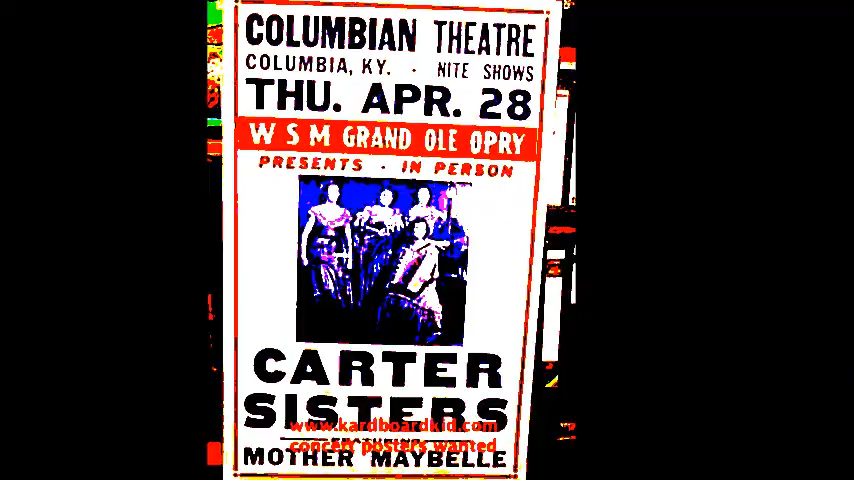 COLUMBIAN THEATRE
COLUMBIA, KY. · NITE SHOWS
THU. APR. 28
WSM GRAND OLE OPRY
PRESENTS · IN PERSON
CARTER
SISTERS
www.kardboardkid.com
concert posters wanted
MOTHER MAYBELLE